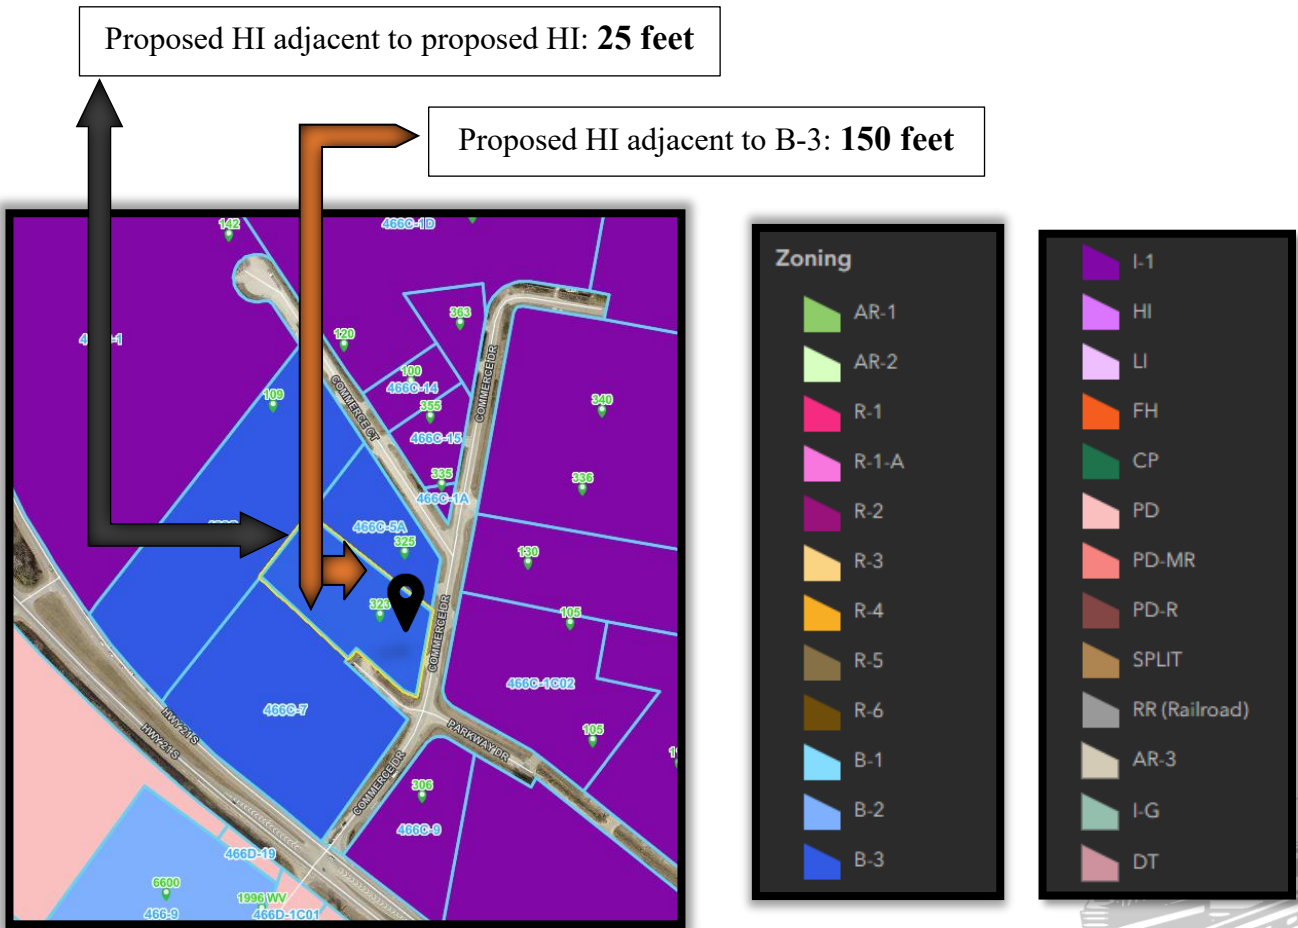 Proposed HI adjacent to proposed HI: 25 feet
Proposed HI adjacent to B-3: 150 feet
142
466C-1D
363
120
COMMERCE CT
100
466C-14
355
466C-15
COMMERCE DR
340
109
335
466C-1A
336
466C-5A
325
130
323
COMMERCE DR
105
466C-1C02
466C-7
PARKWAY DR
105
HWY 21 S
HWY 21 S
COMMERCE DR
306
466C-9
466D-19
6600
466-9
1996 WV
466D-1C01
Zoning
AR-1
AR-2
R-1
R-1-A
R-2
R-3
R-4
R-5
R-6
B-1
B-2
B-3
I-1
HI
LI
FH
CP
PD
PD-MR
PD-R
SPLIT
RR (Railroad)
AR-3
I-G
DT